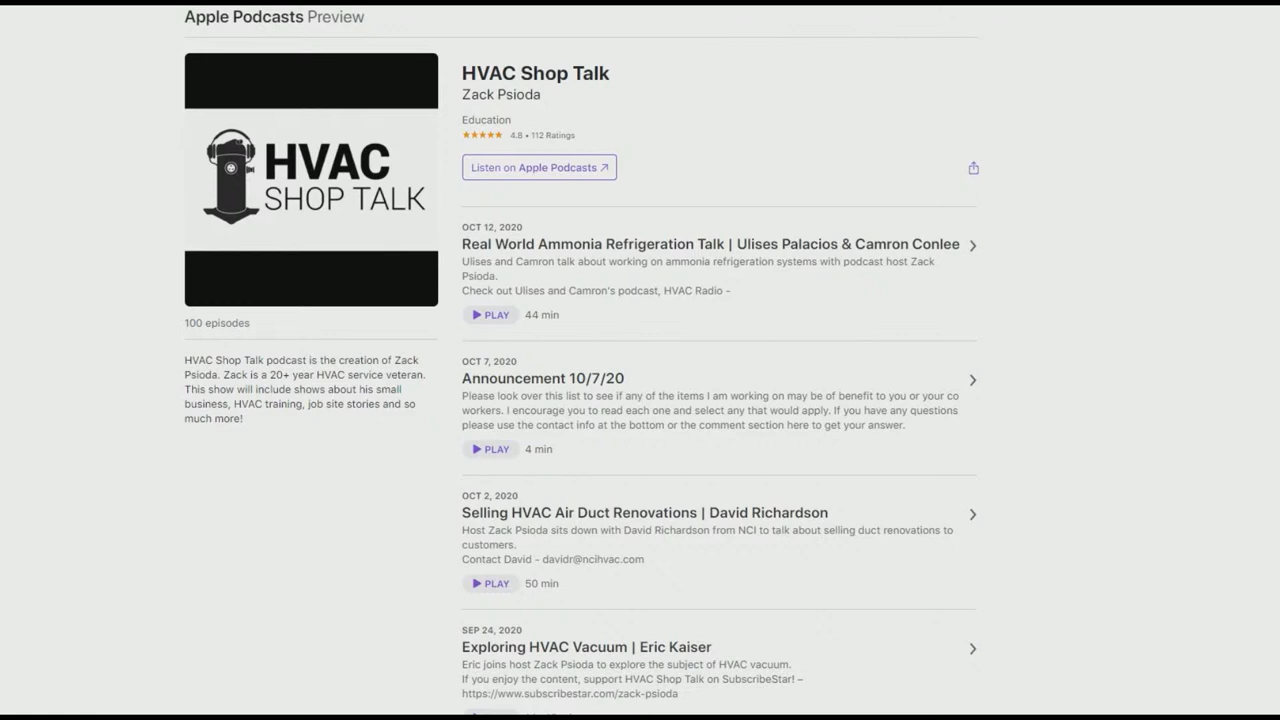 Apple Podcasts Preview
HVAC
SHOP TALK
100 episodes
HVAC Shop Talk podcast is the creation of Zack
Psioda. Zack is a 20+ year HVAC service veteran.
This show will include shows about his small
business, HVAC training, job site stories and so
much more!
HVAC Shop Talk
Zack Psioda
Education
4.8 • 112 Ratings
Listen on Apple Podcasts ↗
OCT 12, 2020
Real World Ammonia Refrigeration Talk | Ulises Palacios & Camron Conlee
Ulises and Camron talk about working on ammonia refrigeration systems with podcast host Zack
Psioda.
Check out Ulises and Camron's podcast, HVAC Radio -
PLAY 44 min
OCT 7, 2020
Announcement 10/7/20
Please look over this list to see if any of the items I am working on may be of benefit to you or your co
workers. I encourage you to read each one and select any that would apply. If you have any questions
please use the contact info at the bottom or the comment section here to get your answer.
PLAY 4 min
OCT 2, 2020
Selling HVAC Air Duct Renovations | David Richardson
Host Zack Psioda sits down with David Richardson from NCI to talk about selling duct renovations to
customers.
Contact David - davidr@ncihvac.com
PLAY 50 min
SEP 24, 2020
Exploring HVAC Vacuum | Eric Kaiser
Eric joins host Zack Psioda to explore the subject of HVAC vacuum.
If you enjoy the content, support HVAC Shop Talk on SubscribeStar! –
https://www.subscribestar.com/zack-psioda